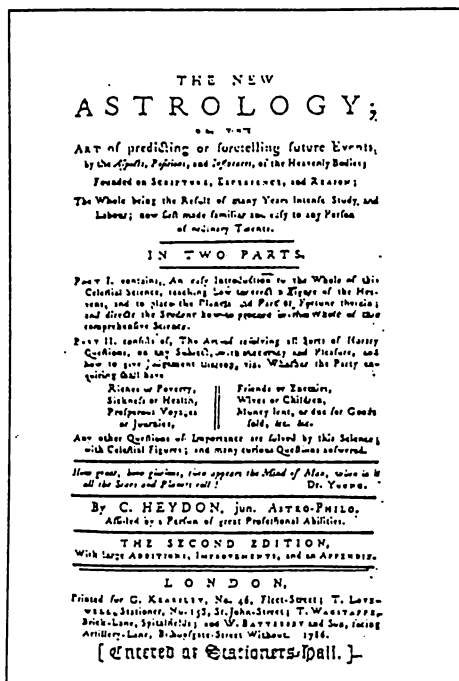 THE NEW
ASTROLOGY;
OR, THE
ART of predicting or foretelling future Events,
by the Aspects, Positions, and Influences, of the Heavenly Bodies;
Founded on SCRIPTURE, EXPERIENCE, and REASON;
The Whole being the Result of many Years intense Study and
Labour; now first made familiar and easy to any Person
of ordinary Talents.
IN TWO PARTS.
PART I. contains, An easy Introduction to the Whole of this
Celestial Science, teaching how to erect a Figure of the Hea-
vens, and to place the Planets and Part of Fortune therein;
and directs the Student how to proceed in the Whole of this
comprehensive Science.
PART II. consists of, The Art of resolving all Sorts of Horary
Questions, on any Subject, with Accuracy and Pleasure, and
how to give Judgment thereon, viz. Whether the Party en-
quiring shall have
Riches or Poverty,
Sickness or Health,
Prosperous Voyages
or Journies,
Friends or Enemies,
Wives or Children,
Money lent, or due for Goods
sold, &c. &c.
Any other Questions of Importance are solved by this Science;
with Celestial Figures; and many curious Questions answered.
How great, how glorious, then appears the Mind of Man, when in it
all the Stars and Planets roll! Dr. YOUNG.
By C. HEYDON, jun. ASTRO-PHILO.
Assisted by a Person of great Professional Abilities.
THE SECOND EDITION,
With large ADDITIONS, IMPROVEMENTS, and an APPENDIX.
LONDON,
Printed for G. KEARSLEY, No. 46, Fleet-Street; T. LOVE-
WELL, Stationer, No. 158, St. John-Street; T. WAGSTAFFE,
Brick-Lane, Spitalfields; and W. BATTERSBY and Son, facing
Artillery-Lane, Bishopsgate-Street Without. 1786.
[Entered at Stationers-Hall.]